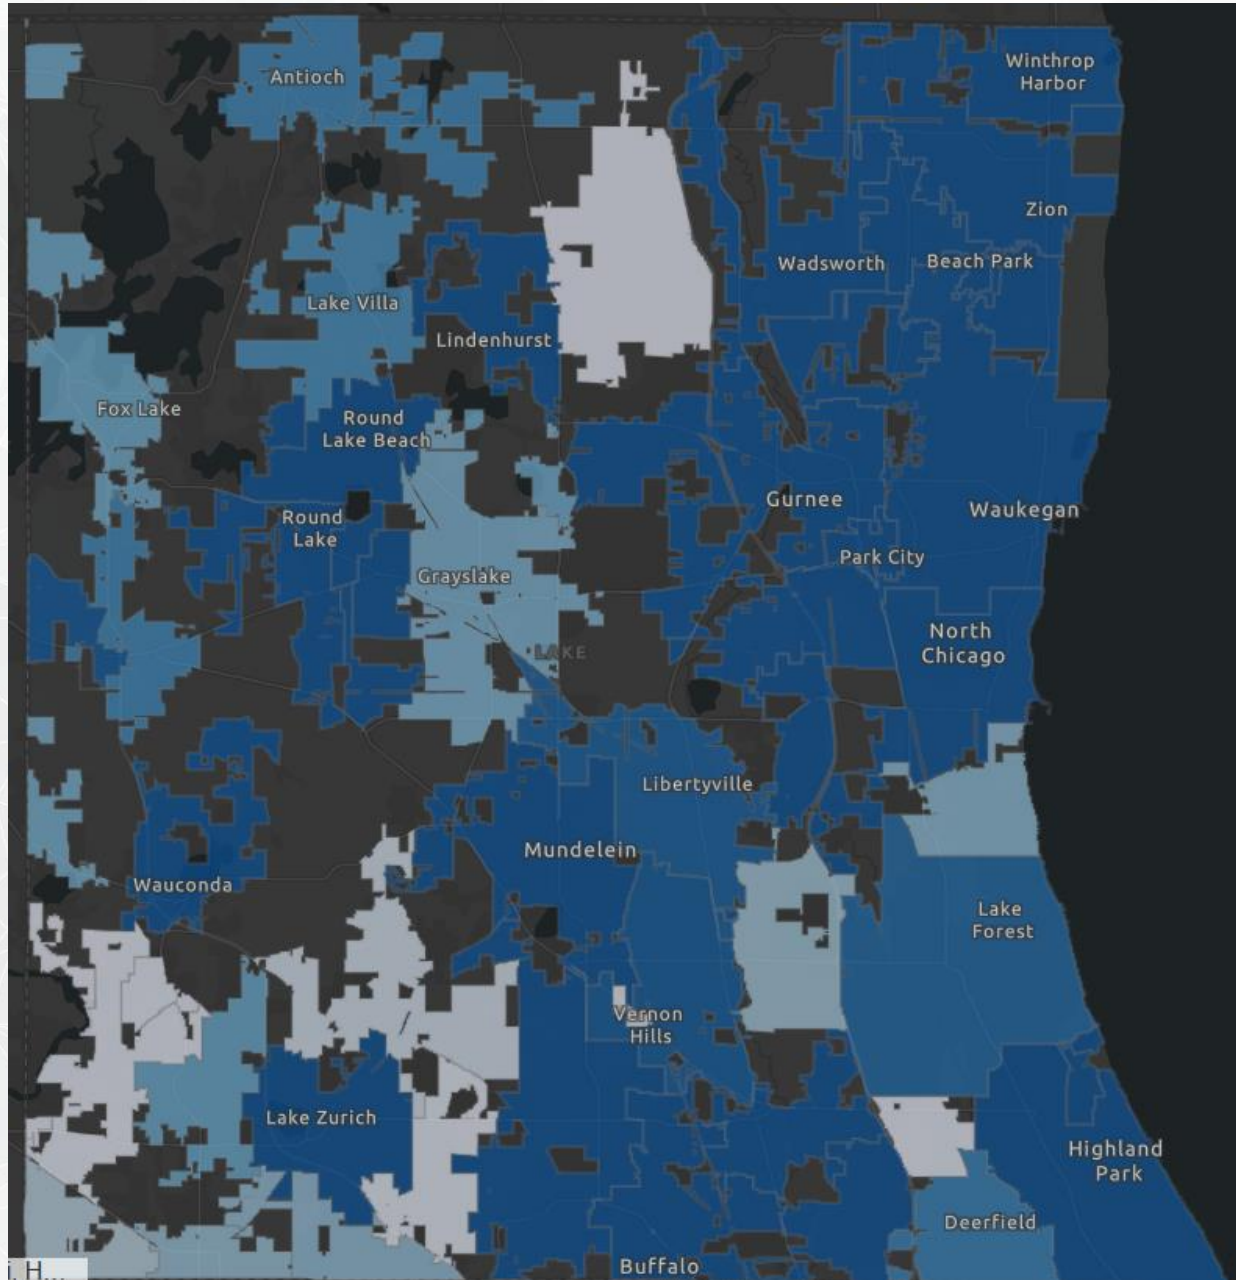 Winthrop
Harbor
Antioch
Zion
Wadsworth
Beach Park
Lake Villa
Lindenhurst
Fox Lake
Round
Lake Beach
Gurnee
Waukegan
Round
Lake
Park City
Grayslake
North
Chicago
LAKE
Libertyville
Mundelein
Wauconda
Lake
Forest
Vernon
Hills
Lake Zurich
Highland
Park
Deerfield
Buffalo